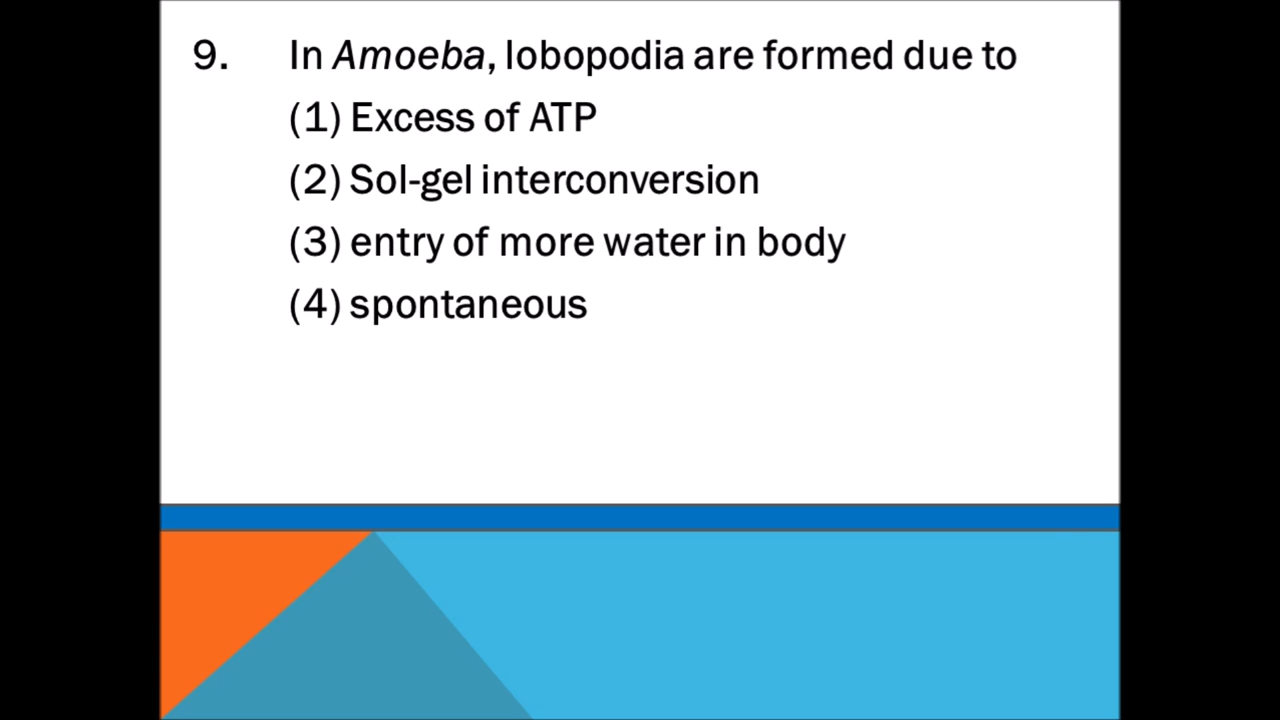 9. In Amoeba, lobopodia are formed due to
(1) Excess of ATP
(2) Sol-gel interconversion
(3) entry of more water in body
(4) spontaneous